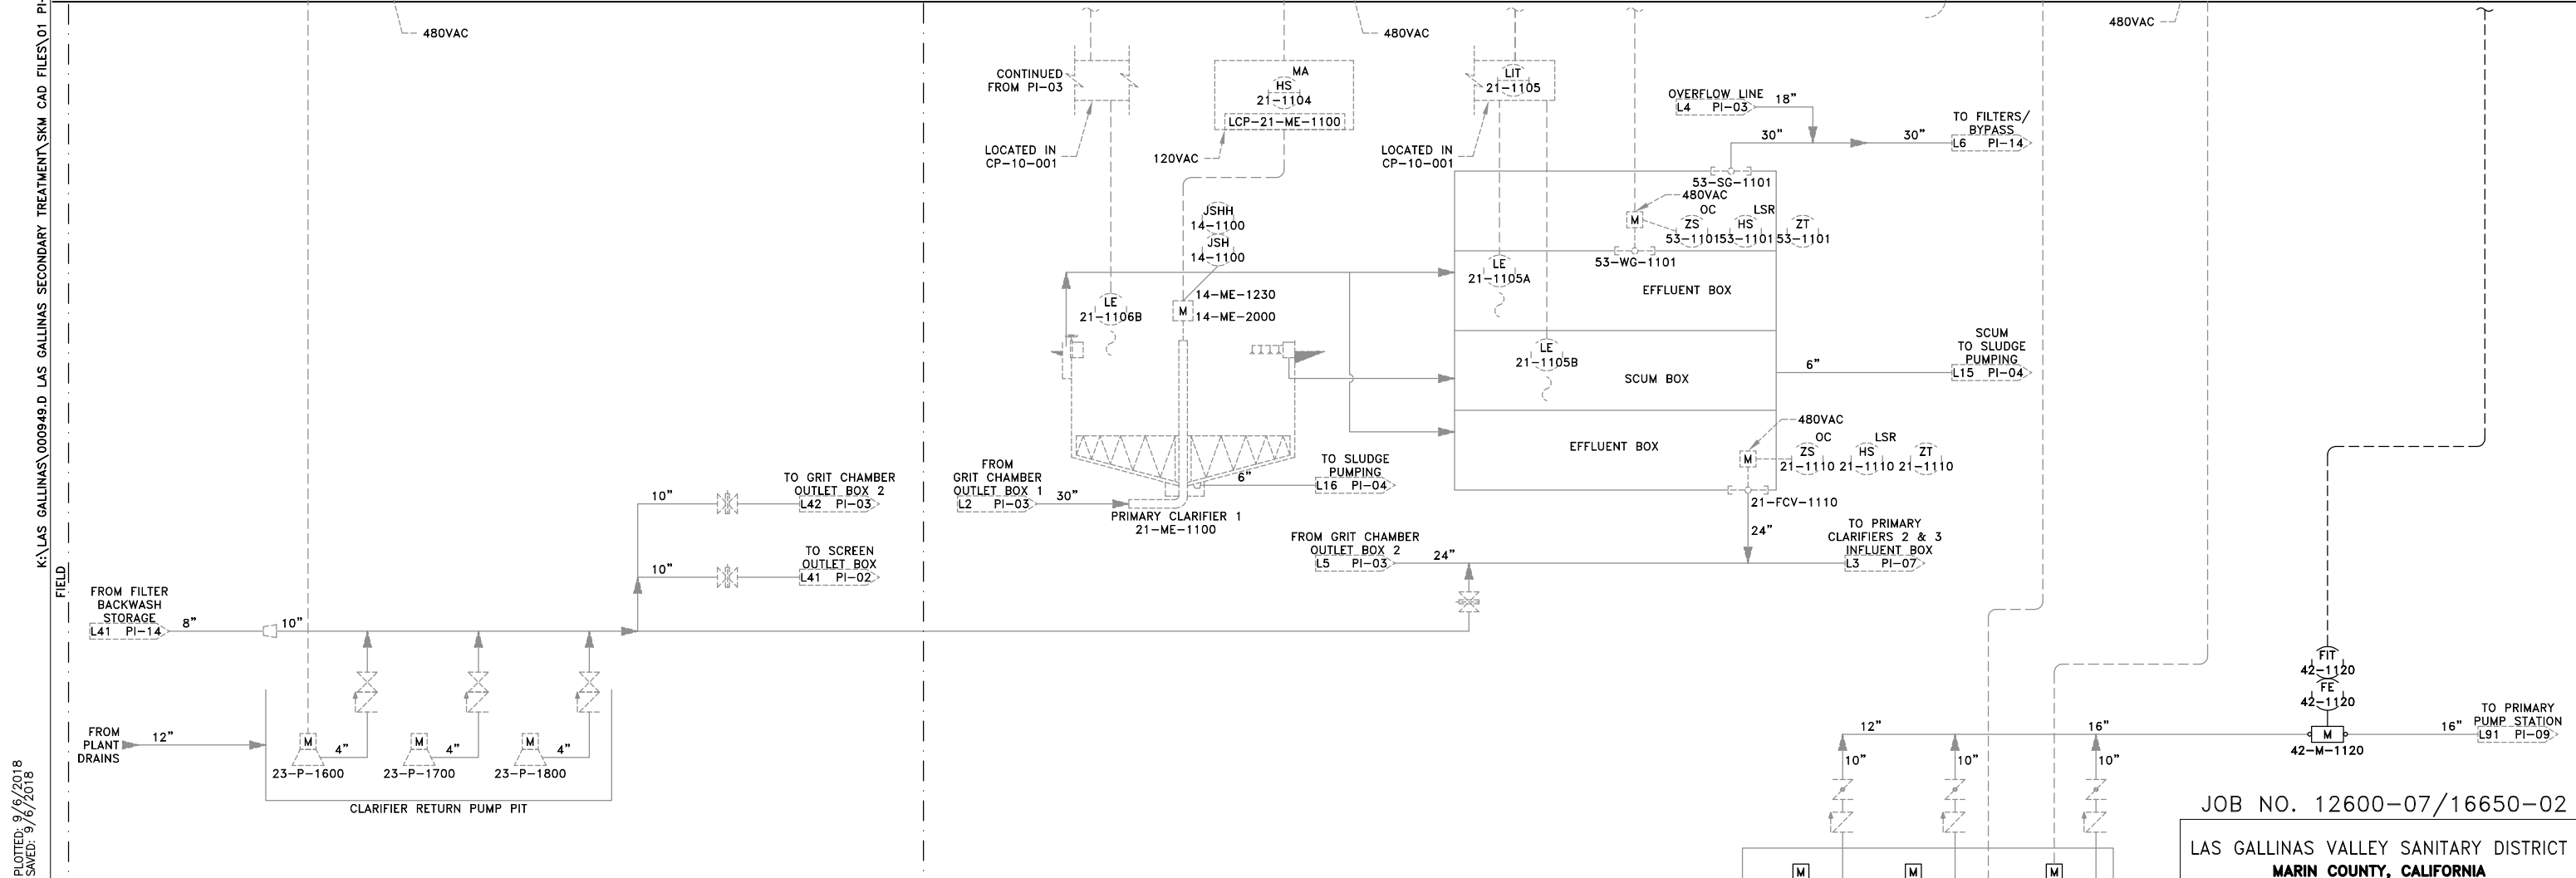 K:\LAS GALLINAS\000949.D LAS GALLINAS SECONDARY TREATMENT\SKM CAD FILES\01 PI-
PLOTTED: 9/6/2018
SAVED: 9/6/2018
FIELD
480VAC
480VAC
480VAC
CONTINUED
FROM PI-03
LOCATED IN
CP-10-001
MA
HS
21-1104
LCP-21-ME-1100
120VAC
LIT
21-1105
LOCATED IN
CP-10-001
OVERFLOW LINE
L4 PI-03
18"
30"
30"
TO FILTERS/
BYPASS
L6 PI-14
53-SG-1101
480VAC
M
OC
LSR
ZS
53-1101
HS
53-1101
ZT
53-1101
53-WG-1101
JSHH
14-1100
JSH
14-1100
LE
21-1106B
M
14-ME-1230
14-ME-2000
LE
21-1105A
EFFLUENT BOX
LE
21-1105B
SCUM BOX
6"
SCUM
TO SLUDGE
PUMPING
L15 PI-04
EFFLUENT BOX
480VAC
M
OC
LSR
ZS
21-1110
HS
21-1110
ZT
21-1110
21-FCV-1110
24"
FROM
GRIT CHAMBER
OUTLET BOX 1
L2 PI-03
30"
6"
TO SLUDGE
PUMPING
L16 PI-04
PRIMARY CLARIFIER 1
21-ME-1100
FROM GRIT CHAMBER
OUTLET BOX 2
L5 PI-03
24"
TO PRIMARY
CLARIFIERS 2 & 3
INFLUENT BOX
L3 PI-07
10"
TO GRIT CHAMBER
OUTLET BOX 2
L42 PI-03
10"
TO SCREEN
OUTLET BOX
L41 PI-02
FROM FILTER
BACKWASH
STORAGE
L41 PI-14
8"
10"
FROM
PLANT
DRAINS
12"
M
4"
23-P-1600
M
4"
23-P-1700
M
4"
23-P-1800
CLARIFIER RETURN PUMP PIT
FIT
42-1120
FE
42-1120
M
42-M-1120
12"
16"
16"
TO PRIMARY
PUMP STATION
L91 PI-09
10"
10"
10"
M
M
M
JOB NO. 12600-07/16650-02
LAS GALLINAS VALLEY SANITARY DISTRICT
MARIN COUNTY, CALIFORNIA